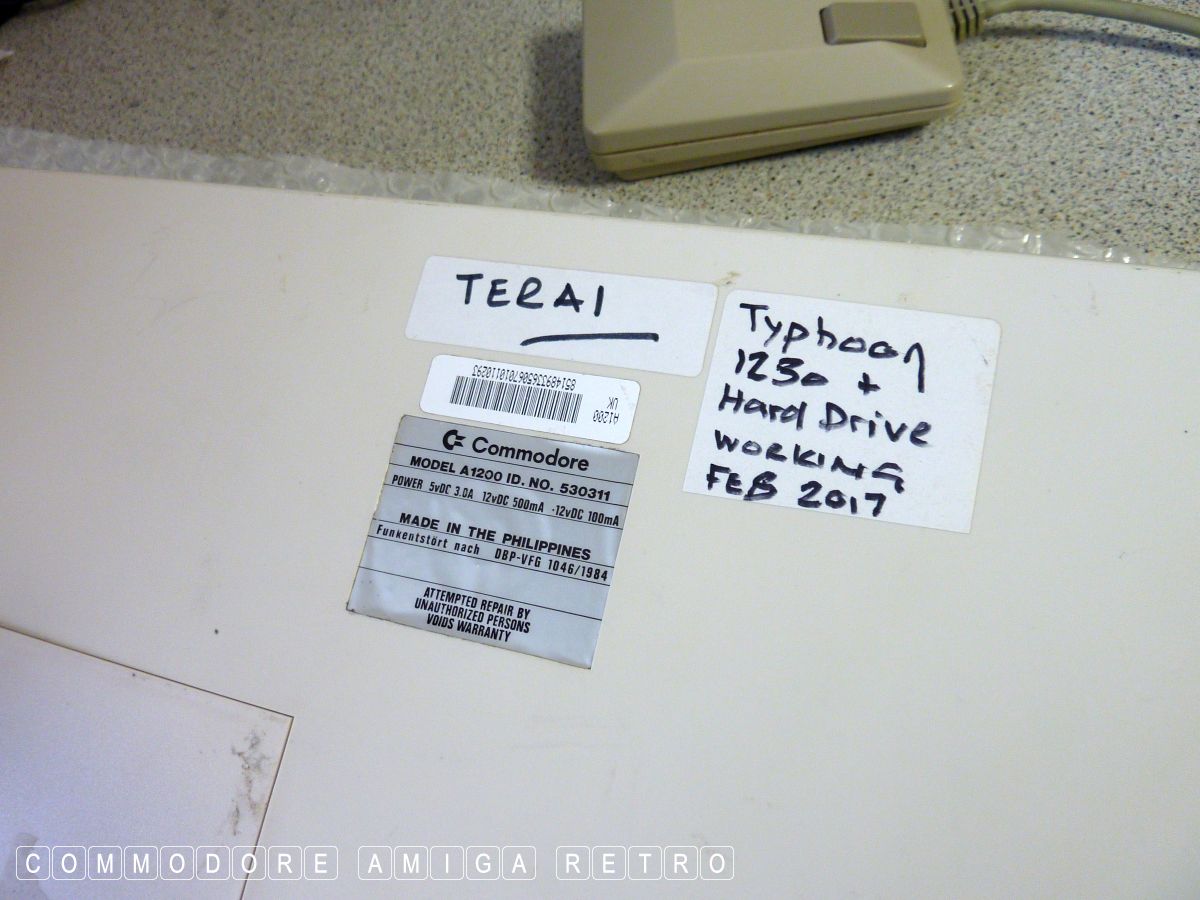 TERAI
Typhoon
1230 +
Hard Drive
WORKING
FEB 2017
A1200
UK
Commodore
MODEL A1200 ID. NO. 530311
POWER 5vDC 3.0A 12vDC 500mA -12vDC 100mA
MADE IN THE PHILIPPINES
Funkentstört nach DBP-VFG 1046/1984
ATTEMPTED REPAIR BY
UNAUTHORIZED PERSONS
VOIDS WARRANTY
COMMODORE AMIGA RETRO